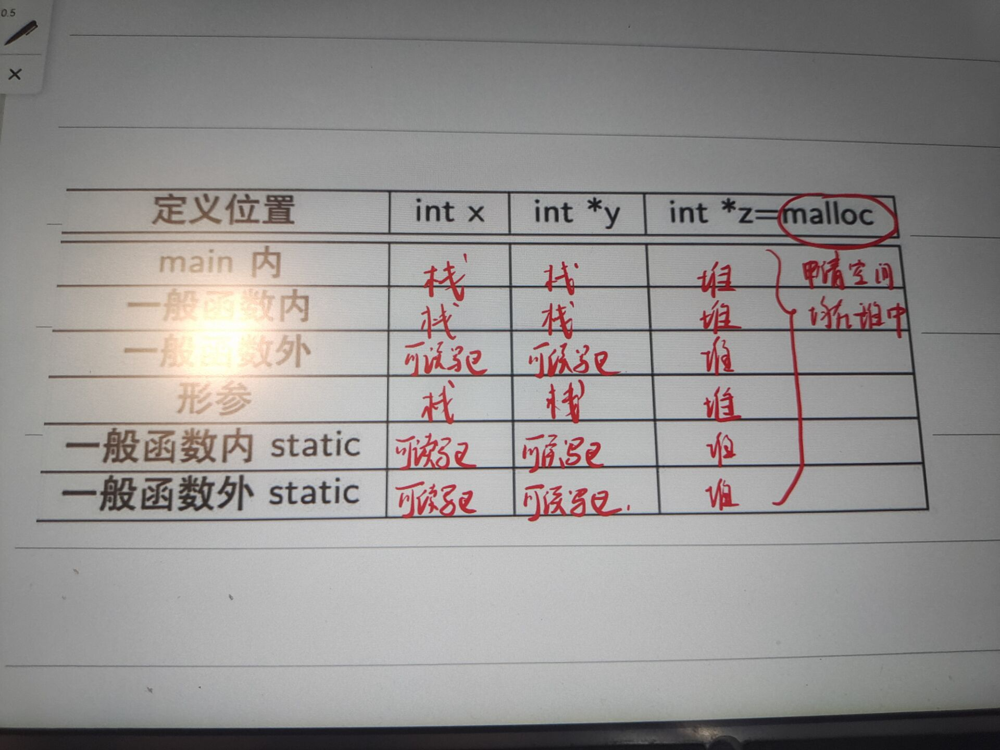 0.5
定义位置 int x int *y int *z=malloc
main 内 栈 栈 堆 申请空间
一般函数内 栈 栈 堆 均在堆中
一般函数外 可读写区 可读写区 堆
形参 栈 栈 堆
一般函数内 static 可读写区 可读写区 堆
一般函数外 static 可读写区 可读写区. 堆